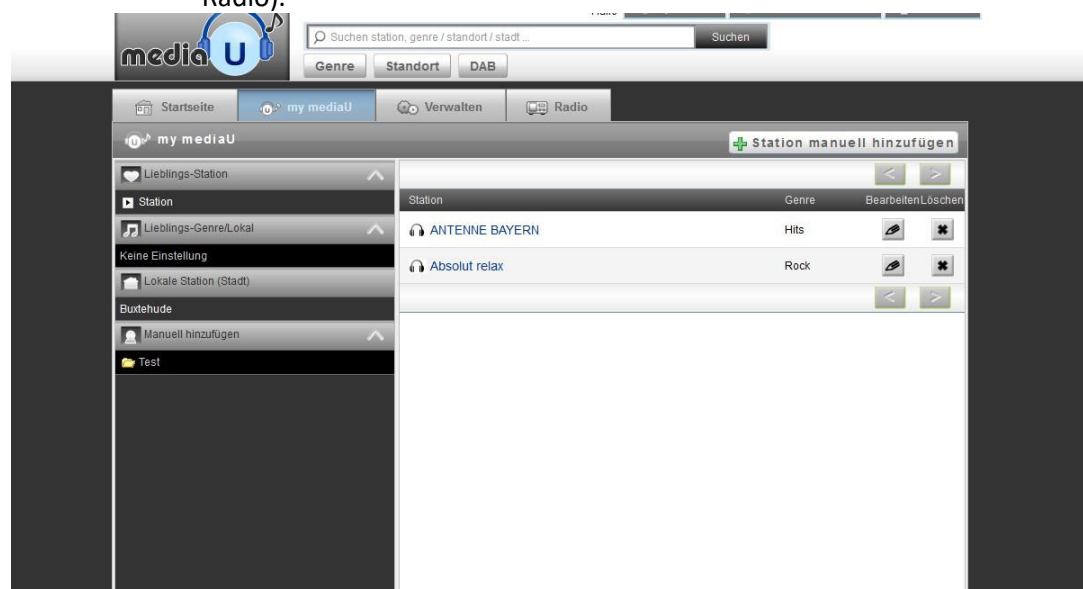 Radio).
media U
Suchen station, genre / standort / stadt ...
Suchen
Genre
Standort
DAB
Startseite
my mediaU
Verwalten
Radio
my mediaU
Station manuell hinzufügen
Lieblings-Station
< >
Station
Station Genre Bearbeiten Löschen
Lieblings-Genre/Lokal
ANTENNE BAYERN Hits
Keine Einstellung
Absolut relax Rock
Lokale Station (Stadt)
< >
Buxtehude
Manuell hinzufügen
Test